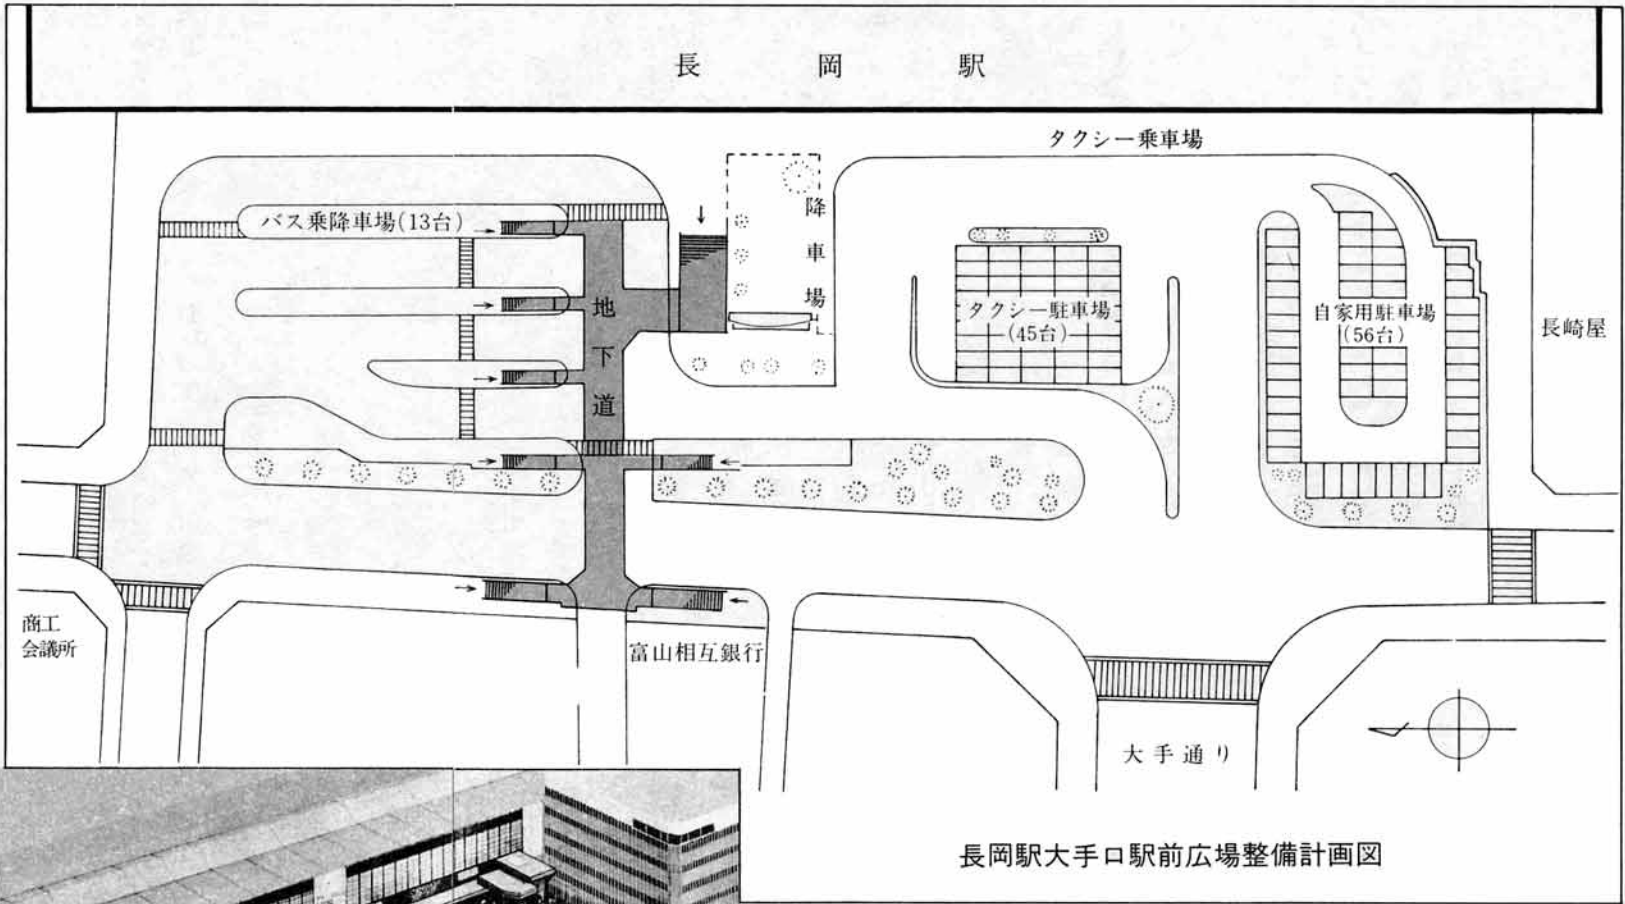 長岡駅
タクシー乗車場
バス乗降車場(13台)
降車場
地下道
タクシー駐車場
(45台)
自家用駐車場
(56台)
長崎屋
商工
会議所
富山相互銀行
大手通り
長岡駅大手口駅前広場整備計画図